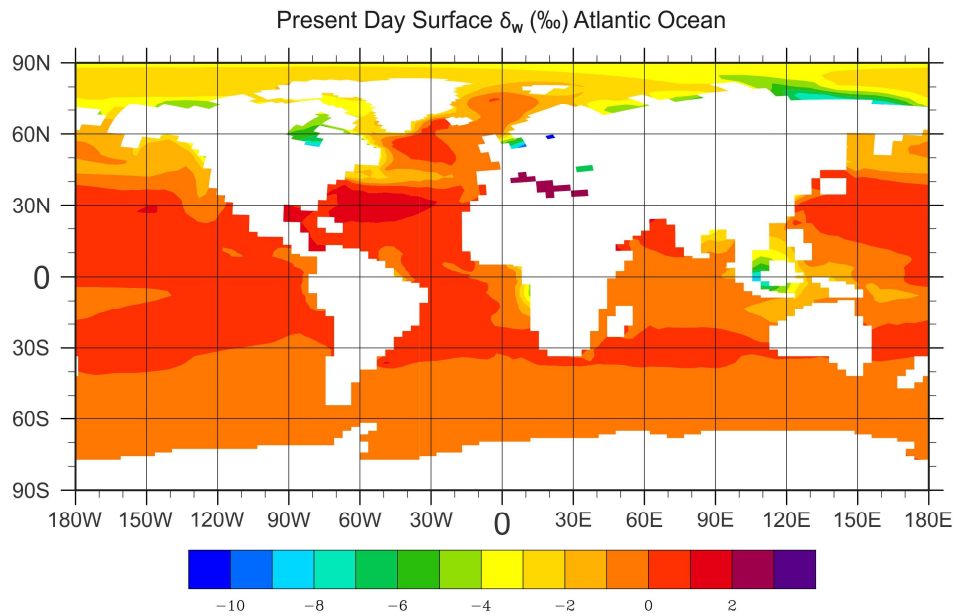 Present Day Surface δw (‰) Atlantic Ocean
90N
60N
30N
0
30S
60S
90S
180W 150W 120W 90W 60W 30W 0 30E 60E 90E 120E 150E 180E
−10 −8 −6 −4 −2 0 2